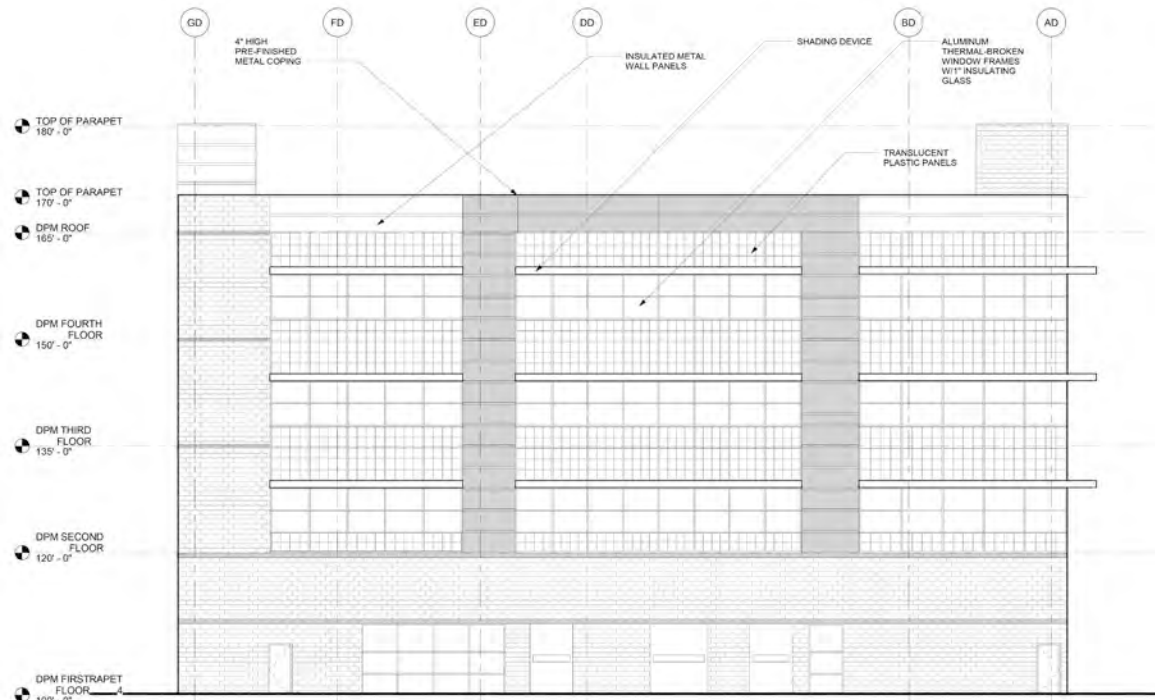 GD
FD
ED
DD
BD
AD
4" HIGH
PRE-FINISHED
METAL COPING
INSULATED METAL
WALL PANELS
SHADING DEVICE
ALUMINUM
THERMAL-BROKEN
WINDOW FRAMES
W/1" INSULATING
GLASS
TRANSLUCENT
PLASTIC PANELS
TOP OF PARAPET
180' - 0"
TOP OF PARAPET
170' - 0"
DPM ROOF
165' - 0"
DPM FOURTH
FLOOR
150' - 0"
DPM THIRD
FLOOR
135' - 0"
DPM SECOND
FLOOR
120' - 0"
DPM FIRSTRAPET
FLOOR 4